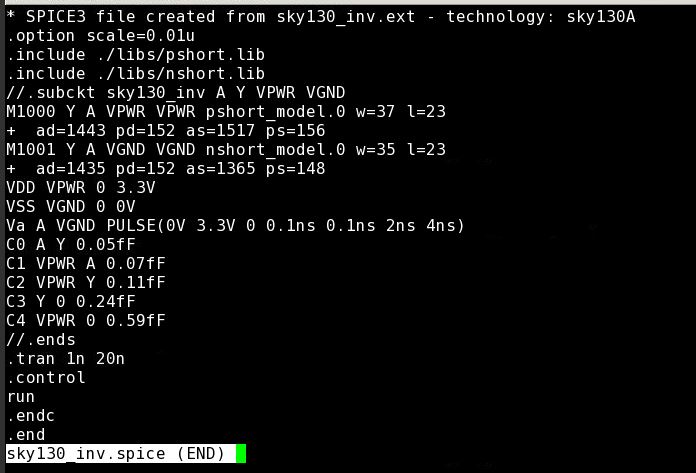 * SPICE3 file created from sky130_inv.ext - technology: sky130A
.option scale=0.01u
.include ./libs/pshort.lib
.include ./libs/nshort.lib
//.subckt sky130_inv A Y VPWR VGND
M1000 Y A VPWR VPWR pshort_model.0 w=37 l=23
+  ad=1443 pd=152 as=1517 ps=156
M1001 Y A VGND VGND nshort_model.0 w=35 l=23
+  ad=1435 pd=152 as=1365 ps=148
VDD VPWR 0 3.3V
VSS VGND 0 0V
Va A VGND PULSE(0V 3.3V 0 0.1ns 0.1ns 2ns 4ns)
C0 A Y 0.05fF
C1 VPWR A 0.07fF
C2 VPWR Y 0.11fF
C3 Y 0 0.24fF
C4 VPWR 0 0.59fF
//.ends
.tran 1n 20n
.control
run
.endc
.end
sky130_inv.spice (END)